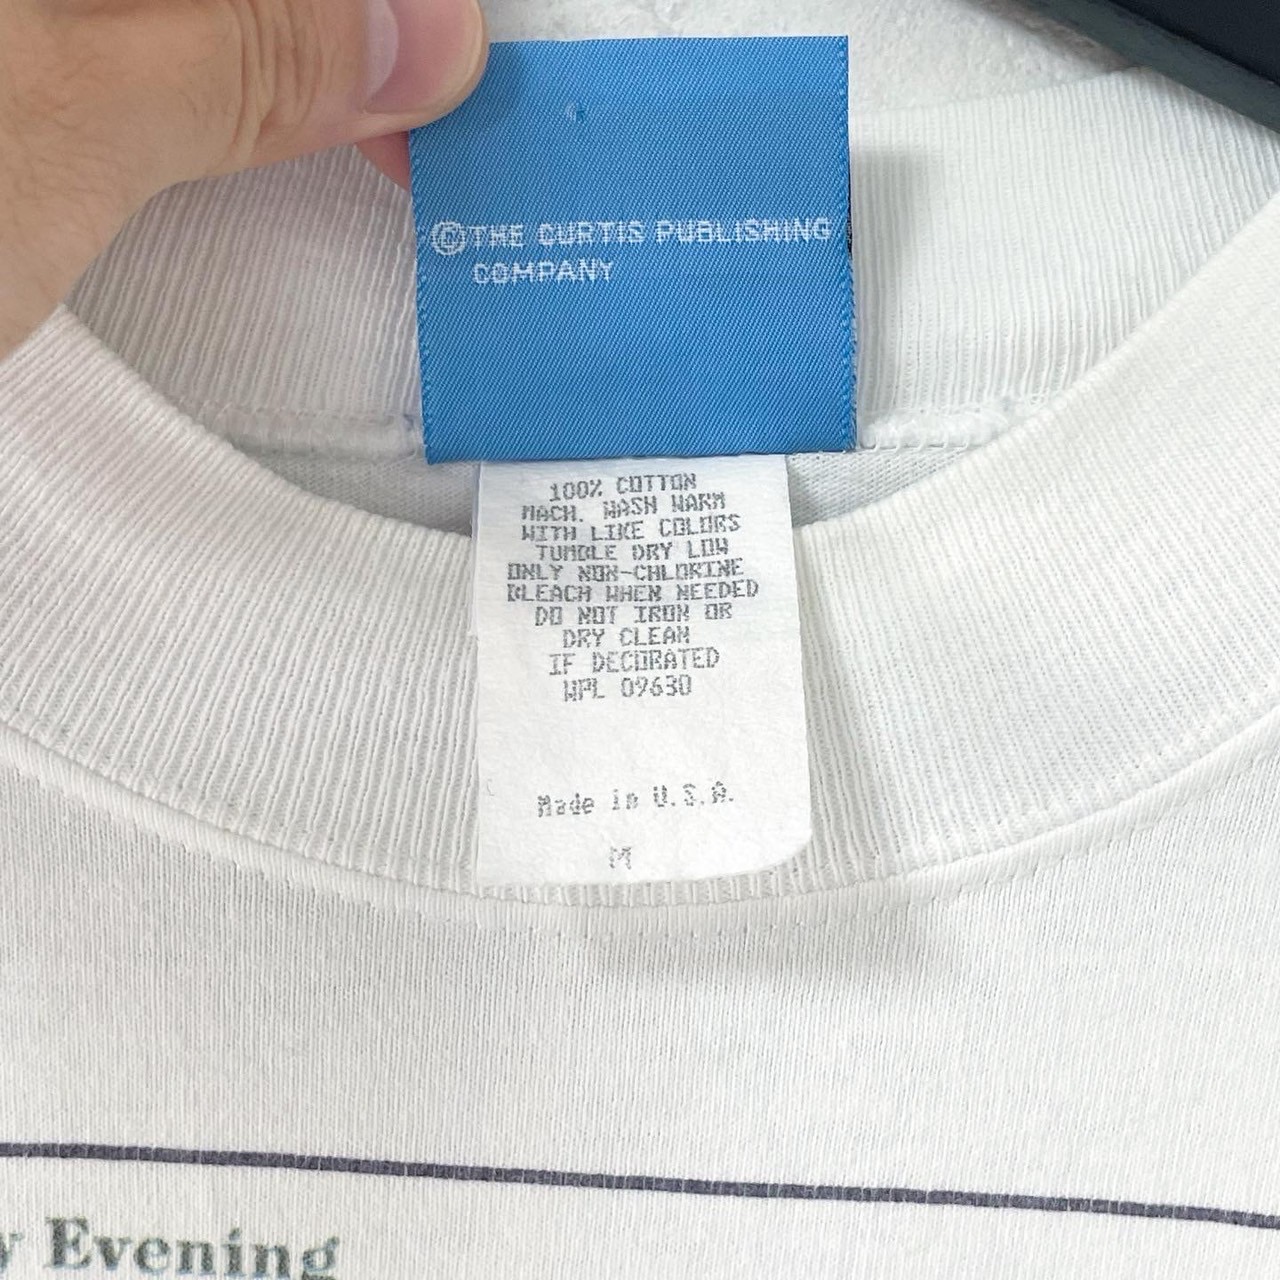 ©THE CURTIS PUBLISHING
COMPANY
100% COTTON
MACH. WASH WARM
WITH LIKE COLORS
TUMBLE DRY LOW
ONLY NON-CHLORINE
BLEACH WHEN NEEDED
DO NOT IRON OR
DRY CLEAN
IF DECORATED
WPL 09630
Made in U.S.A.
M
y Evening